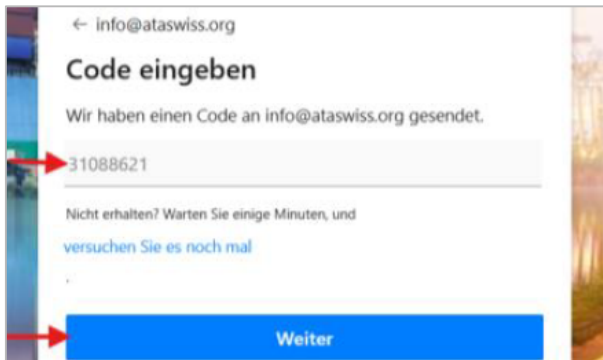 ← info@ataswiss.org
Code eingeben
Wir haben einen Code an info@ataswiss.org gesendet.
31088621
Nicht erhalten? Warten Sie einige Minuten, und
versuchen Sie es noch mal
.
Weiter